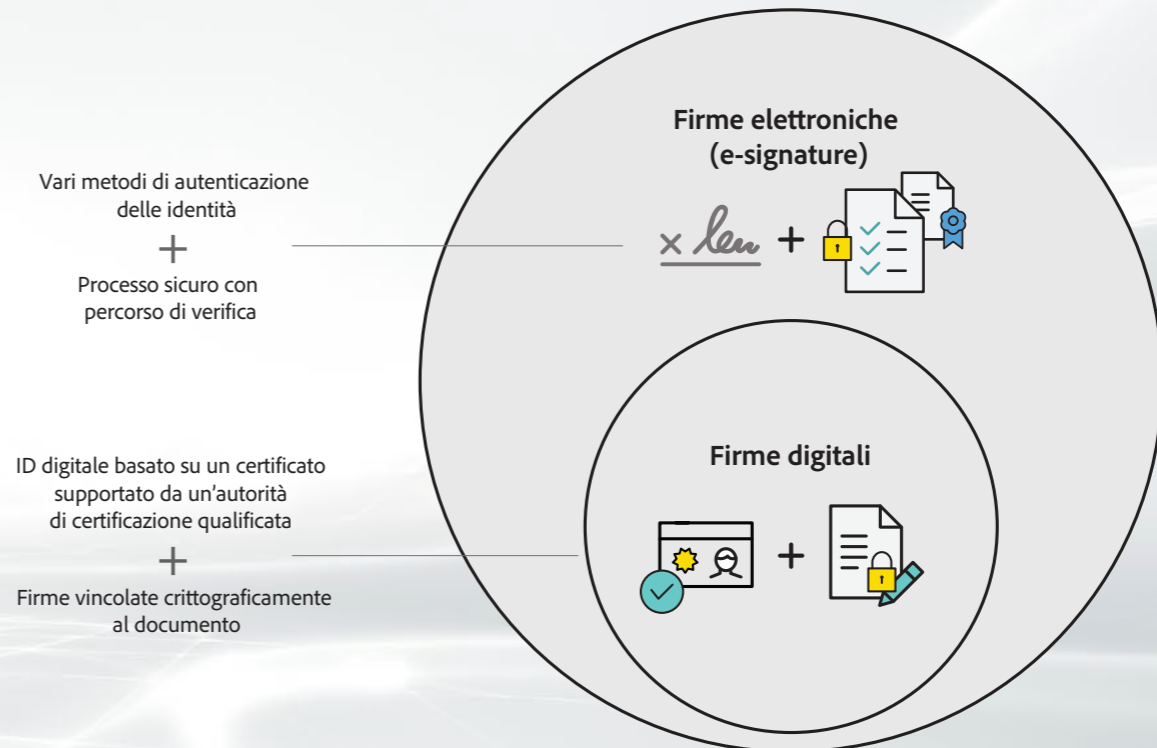 Firme elettroniche
(e-signature)
Vari metodi di autenticazione
delle identità
+
Processo sicuro con
percorso di verifica
× len +
Firme digitali
ID digitale basato su un certificato
supportato da un'autorità
di certificazione qualificata
+
Firme vincolate crittograficamente
al documento
+